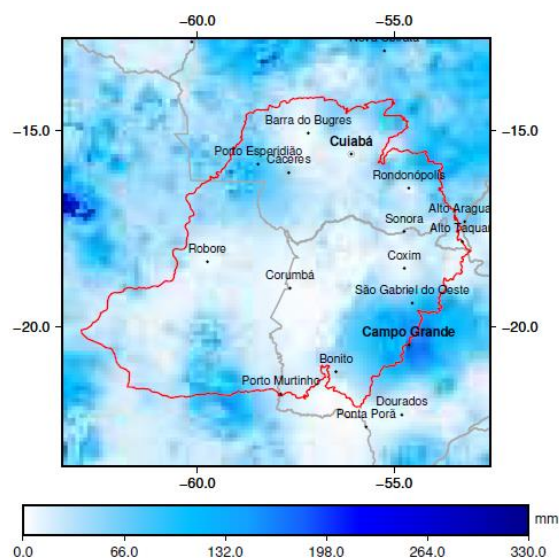 −60.0 −55.0
Nova Ubiratã
−15.0 −15.0
Barra do Bugres
Cuiabá
Porto Esperidião
Cáceres
Rondonópolis
Alto Aragua
Sonora
Alto Taquari
Robore
Coxim
Corumbá
São Gabriel do Oeste
−20.0 −20.0
Campo Grande
Bonito
Porto Murtinho
Dourados
Ponta Porã
−60.0 −55.0
mm
0.0 66.0 132.0 198.0 264.0 330.0